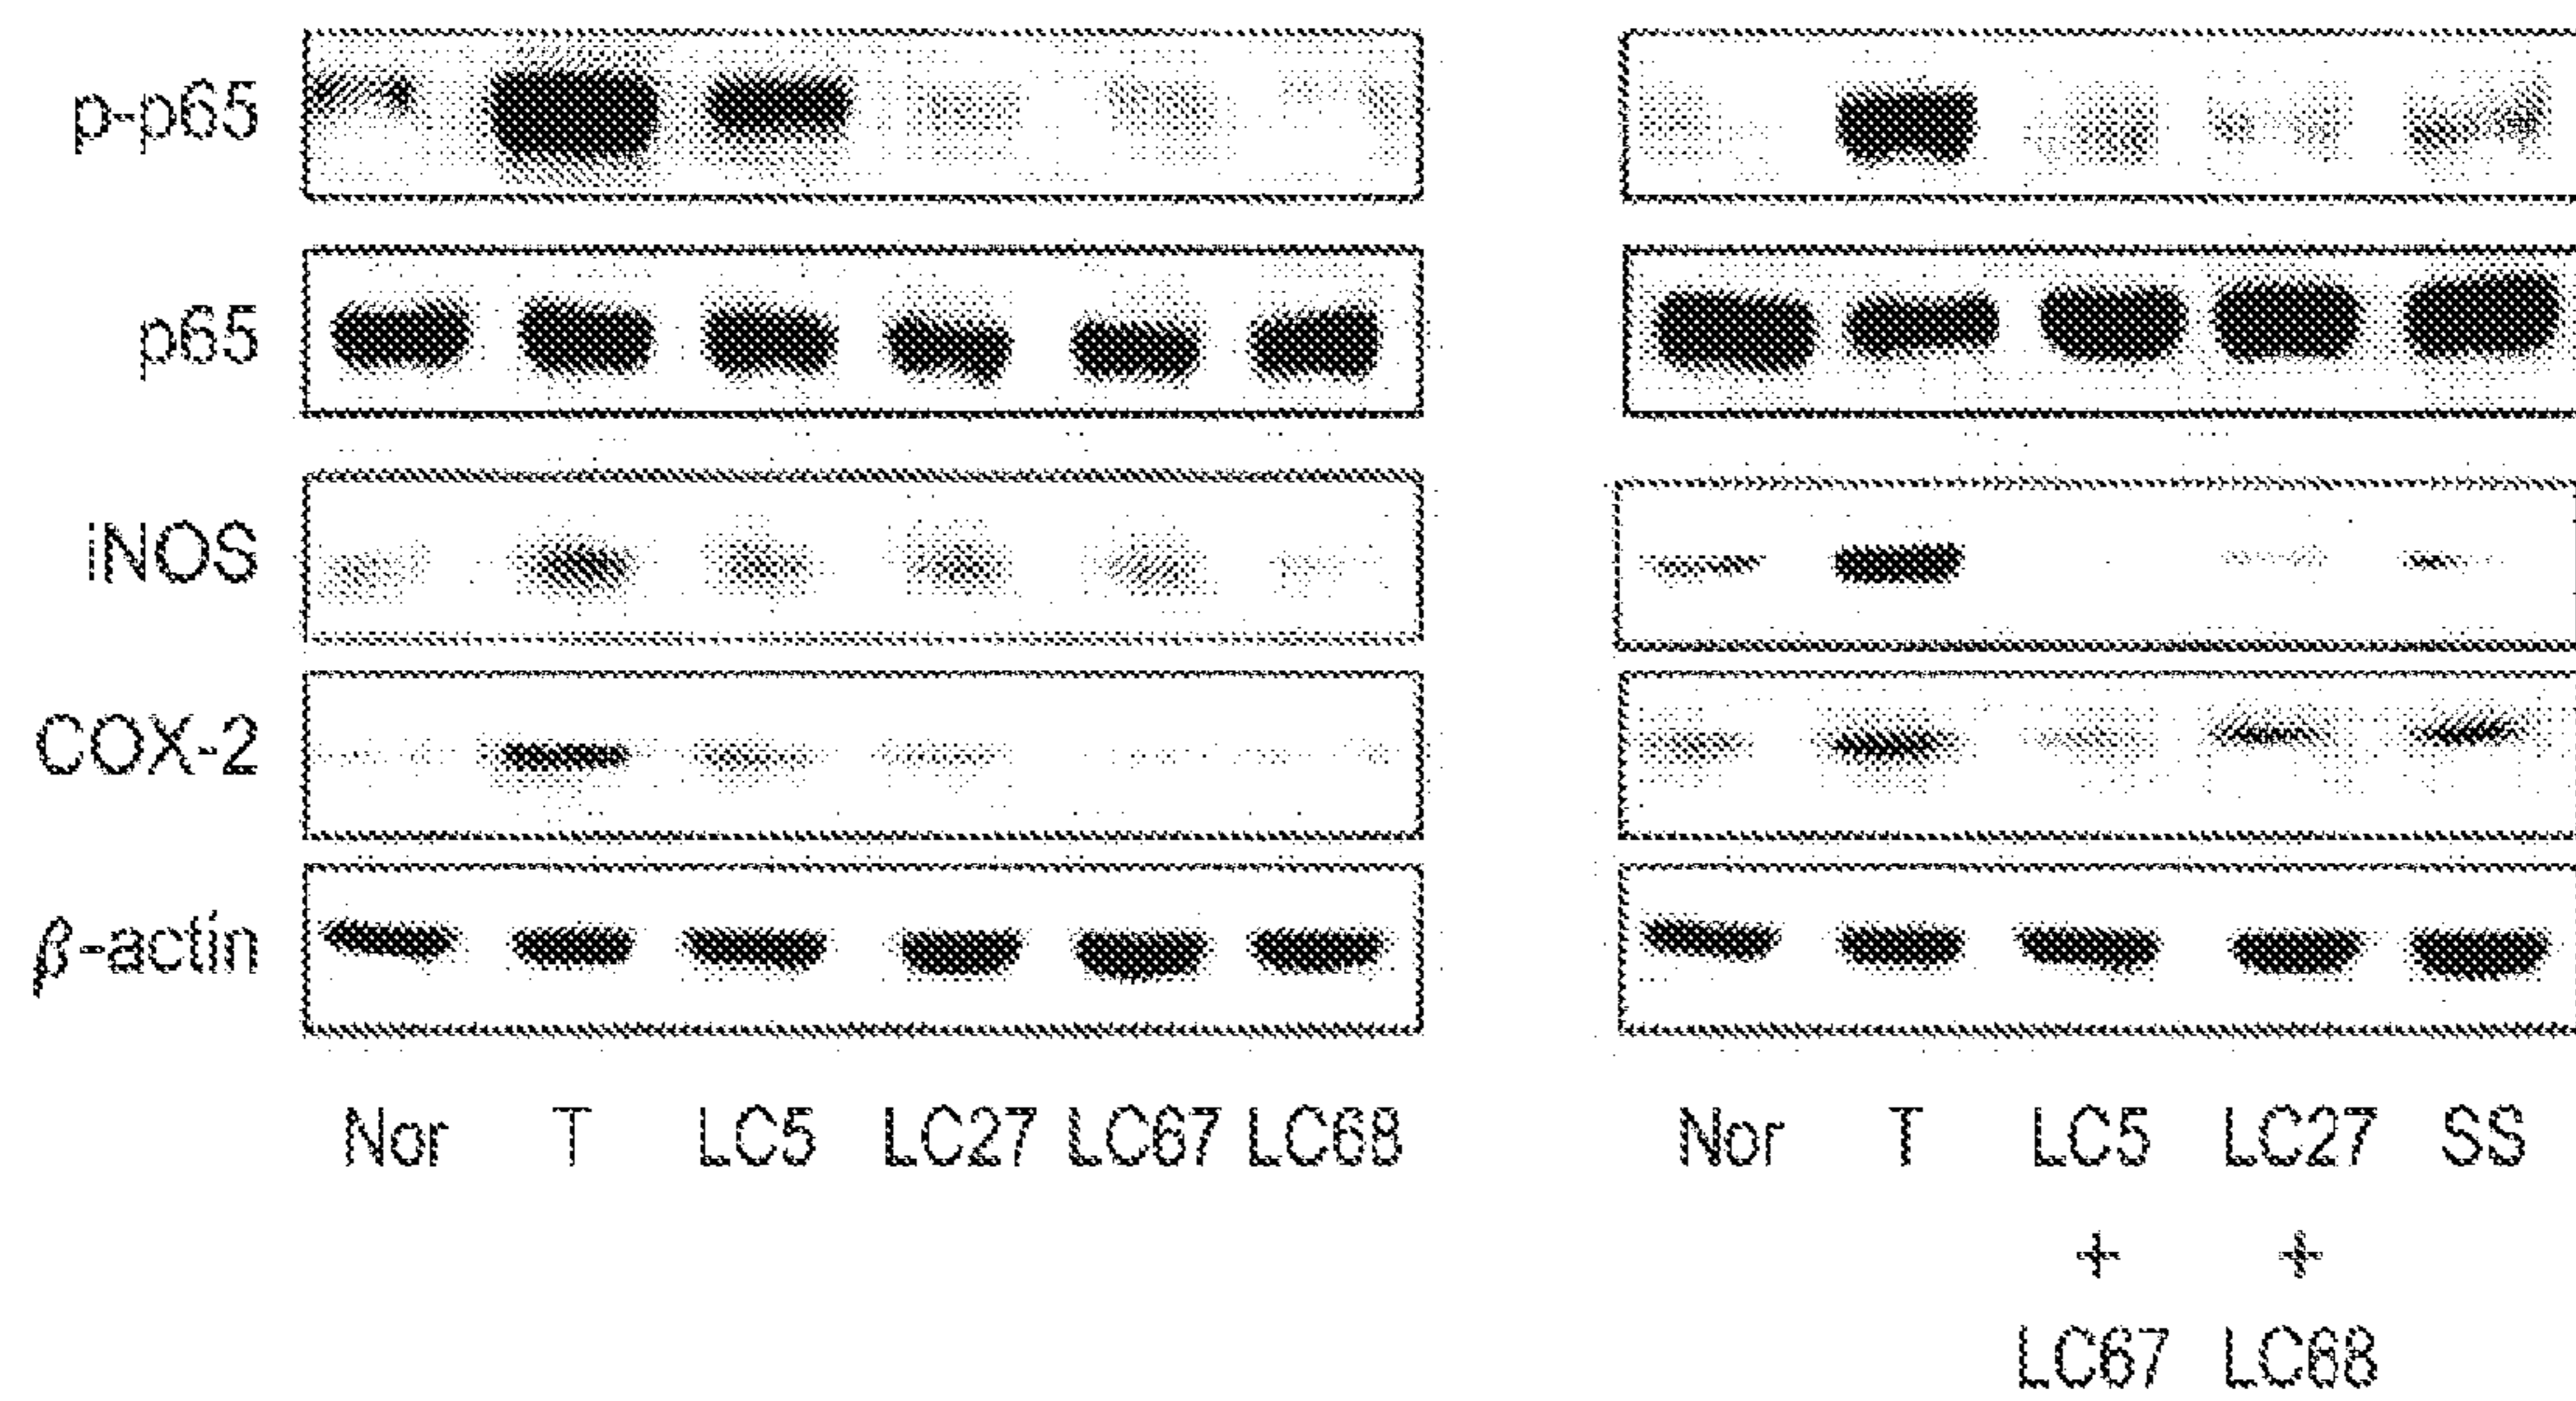 p-p65
p65
iNOS
COX-2
β-actin
Nor T LC5 LC27 LC67 LC68 Nor T LC5 LC27 SS
+ +
LC67 LC68